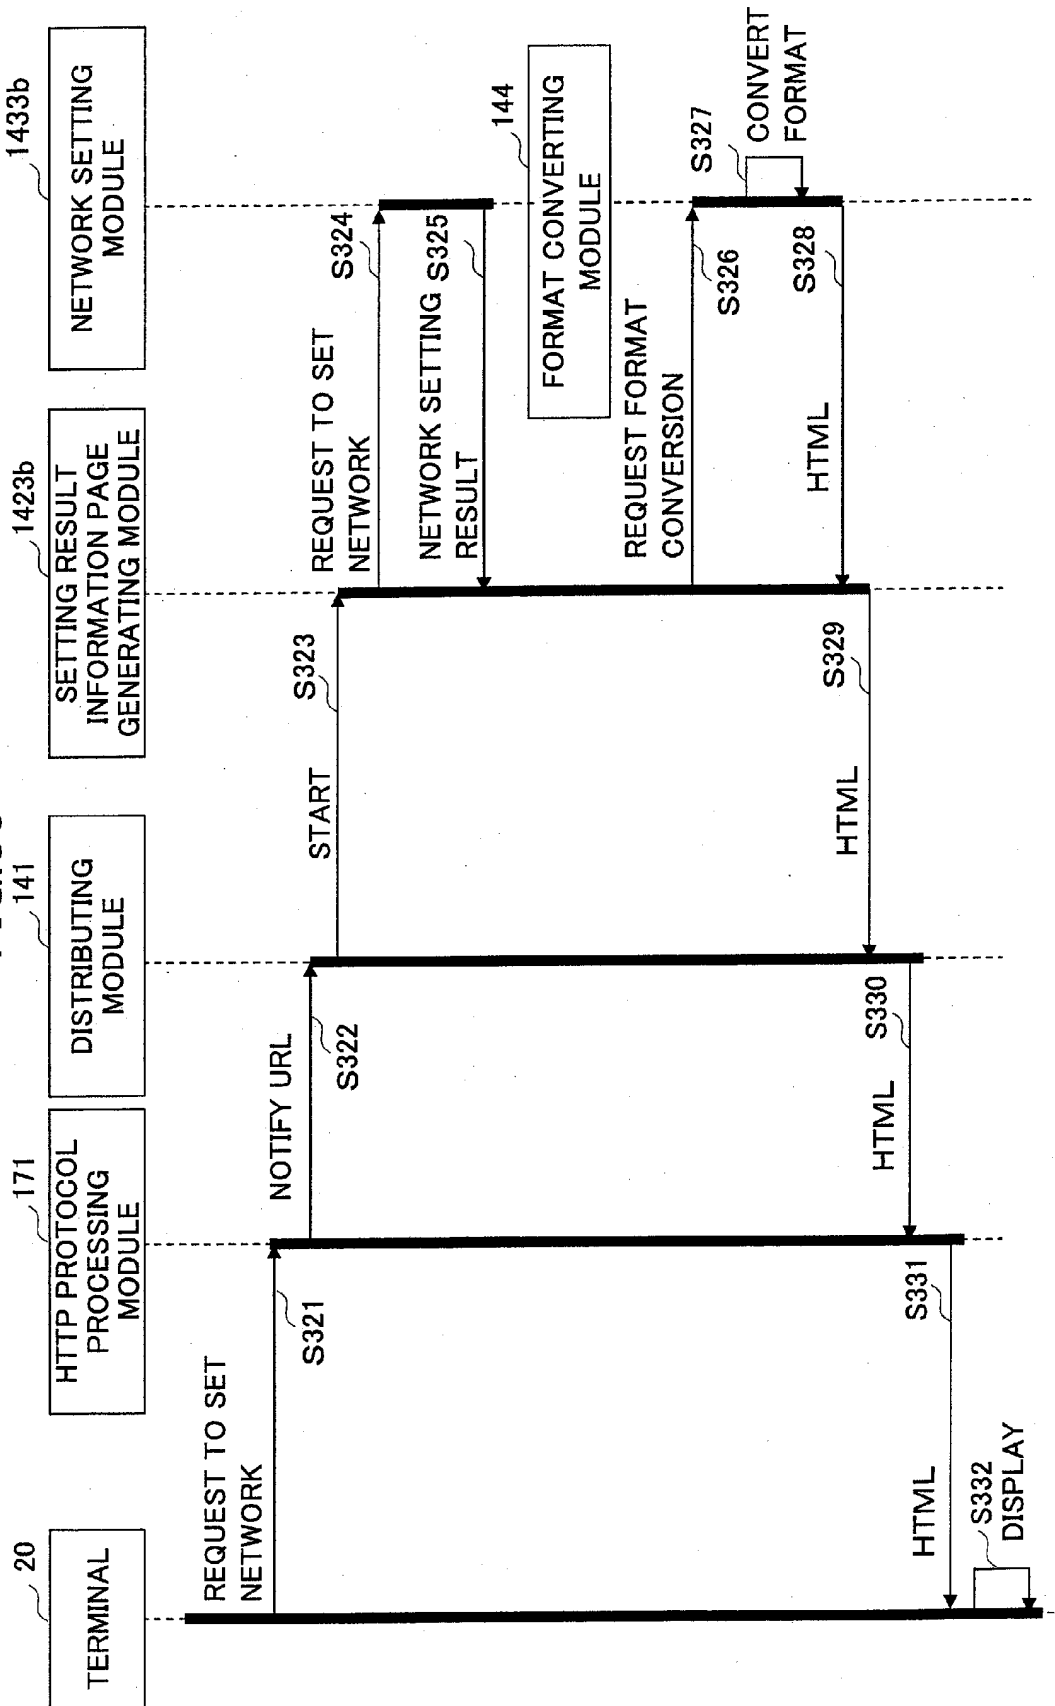 20
TERMINAL
171
HTTP PROTOCOL
PROCESSING
MODULE
141
DISTRIBUTING
MODULE
1423b
SETTING RESULT
INFORMATION PAGE
GENERATING MODULE
1433b
NETWORK SETTING
MODULE
REQUEST TO SET
NETWORK
S321
NOTIFY URL
S322
START
S323
REQUEST TO SET
NETWORK
S324
NETWORK SETTING
RESULT
S325
144
FORMAT CONVERTING
MODULE
REQUEST FORMAT
CONVERSION
S326
S327
CONVERT
FORMAT
HTML
S328
HTML
S329
HTML
S330
HTML
S331
S332
DISPLAY